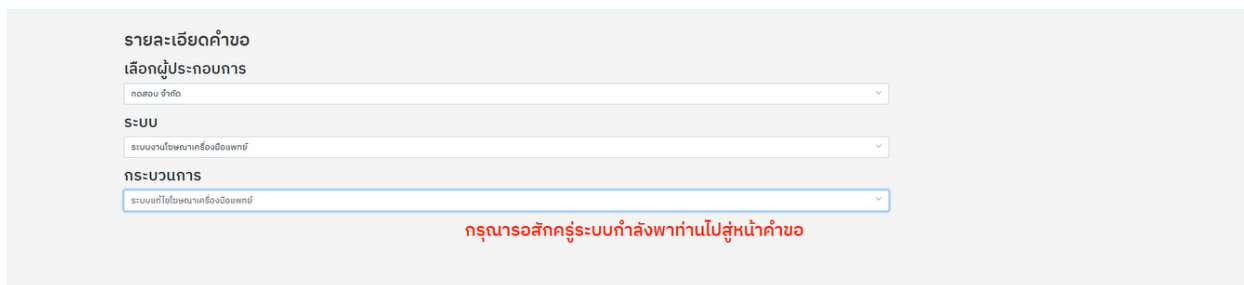 รายละเอียดคำขอ
เลือกผู้ประกอบการ
ทดสอบ จำกัด
ระบบ
ระบบงานโฆษณาเครื่องมือแพทย์
กระบวนการ
ระบบแก้ไขโฆษณาเครื่องมือแพทย์
กรุณารอสักครู่ระบบกำลังพาท่านไปสู่หน้าคำขอ